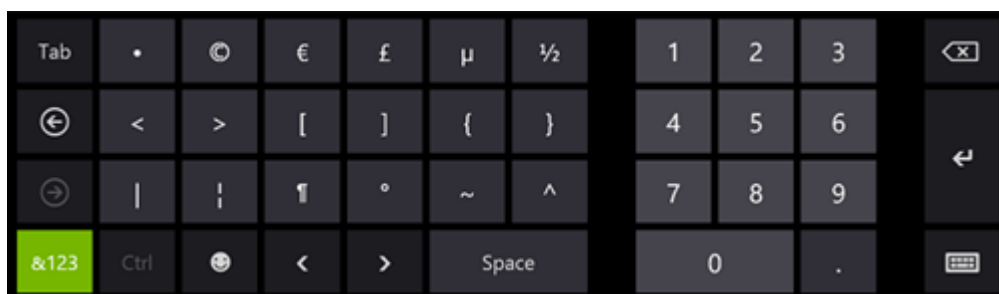 Tab • © € £ µ ½ 1 2 3
< > [ ] { } 4 5 6
| ¦ ¶ ° ~ ^ 7 8 9
&123 Ctrl < > Space 0 .